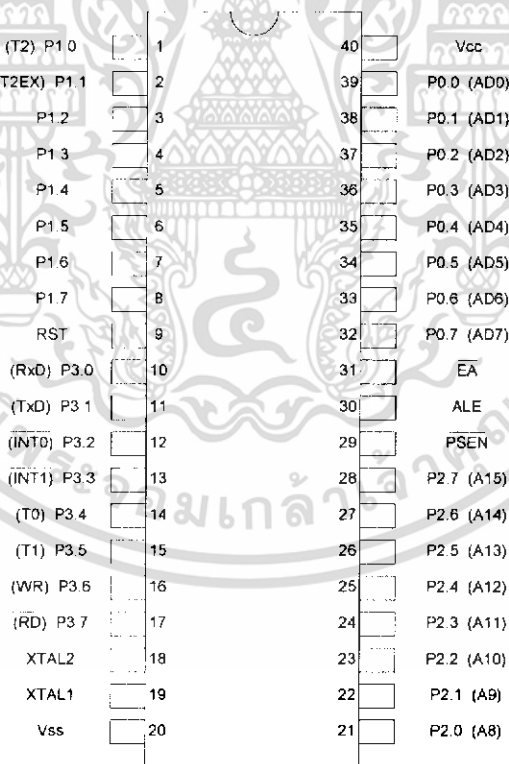 (T2) P1.0 1 40 Vcc
T2EX) P1.1 2 39 P0.0 (AD0)
P1.2 3 38 P0.1 (AD1)
P1.3 4 37 P0.2 (AD2)
P1.4 5 36 P0.3 (AD3)
P1.5 6 35 P0.4 (AD4)
P1.6 7 34 P0.5 (AD5)
P1.7 8 33 P0.6 (AD6)
RST 9 32 P0.7 (AD7)
(RxD) P3.0 10 31 EA
(TxD) P3.1 11 30 ALE
(INT0) P3.2 12 29 PSEN
(INT1) P3.3 13 28 P2.7 (A15)
(T0) P3.4 14 27 P2.6 (A14)
(T1) P3.5 15 26 P2.5 (A13)
(WR) P3.6 16 25 P2.4 (A12)
(RD) P3.7 17 24 P2.3 (A11)
XTAL2 18 23 P2.2 (A10)
XTAL1 19 22 P2.1 (A9)
Vss 20 21 P2.0 (A8)